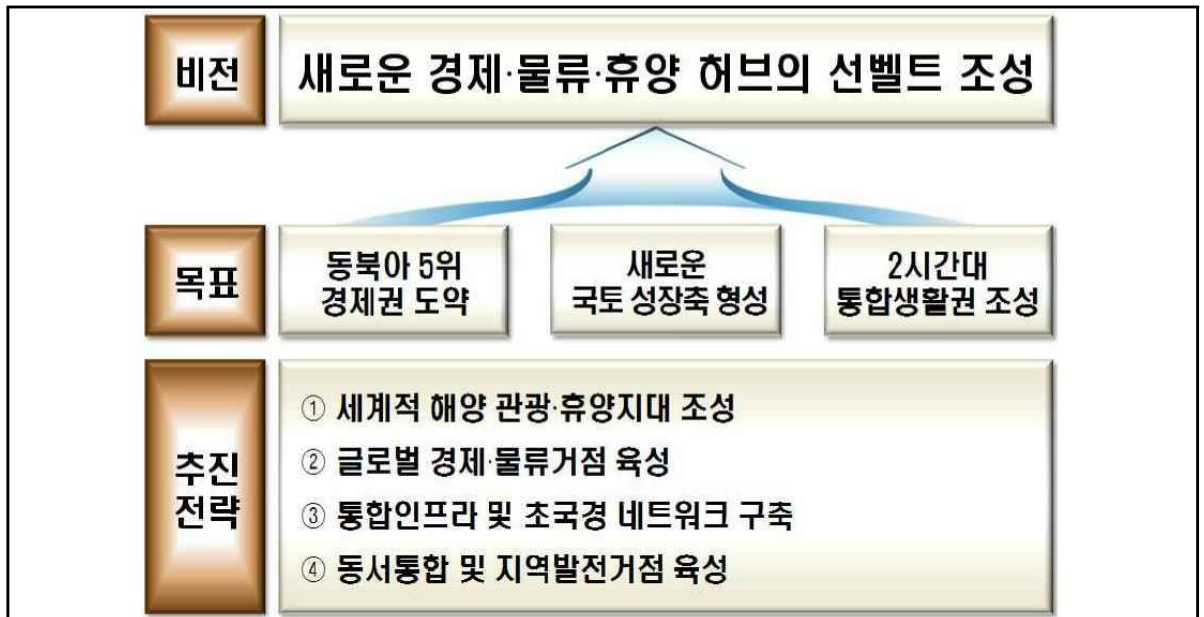 비전
새로운 경제·물류·휴양 허브의 선벨트 조성
목표
동북아 5위
경제권 도약
새로운
국토 성장축 형성
2시간대
통합생활권 조성
추진
전략
① 세계적 해양 관광·휴양지대 조성
② 글로벌 경제·물류거점 육성
③ 통합인프라 및 초국경 네트워크 구축
④ 동서통합 및 지역발전거점 육성